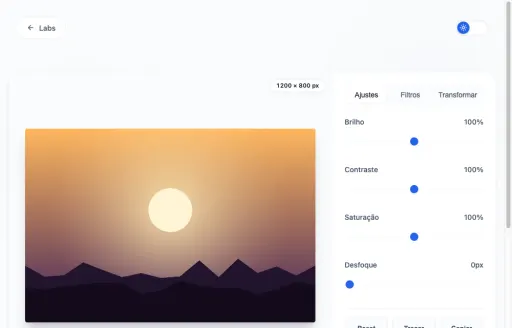 ← Labs
1200 × 800 px
Ajustes Filtros Transformar
Brilho 100%
Contraste 100%
Saturação 100%
Desfoque 0px